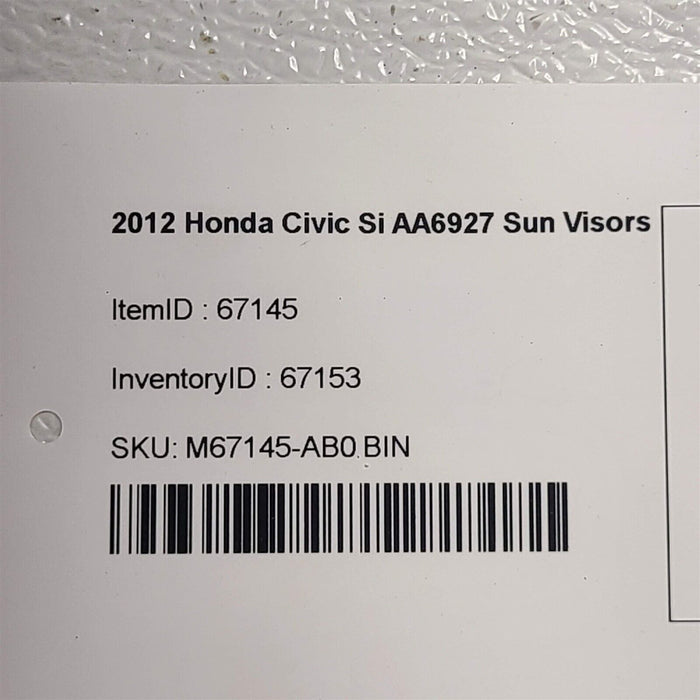 2012 Honda Civic Si AA6927 Sun Visors
ItemID : 67145
InventoryID : 67153
SKU: M67145-AB0.BIN